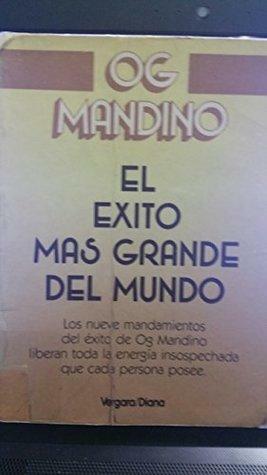 OG
MANDINO
EL
EXITO
MAS GRANDE
DEL MUNDO
Los nueve mandamientos
del éxito de Og Mandino
liberan toda la energía insospechada
que cada persona posee.
Vergara/Diana